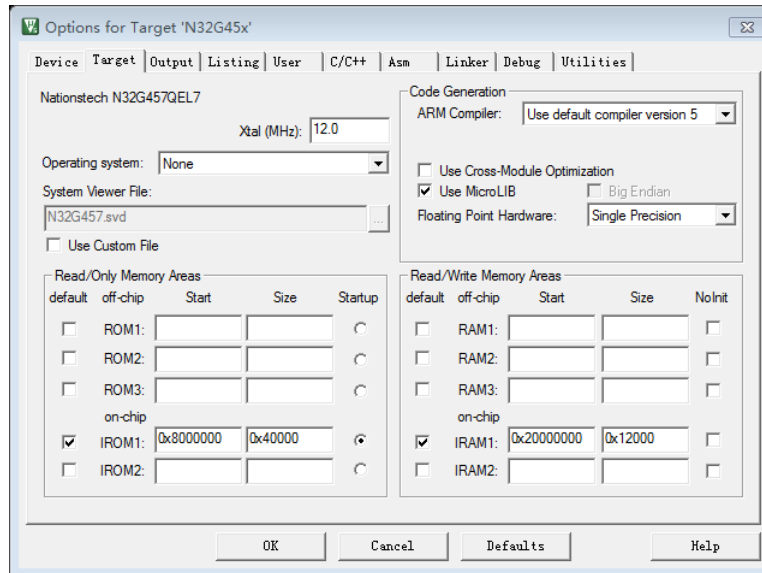 Options for Target 'N32G45x'
Device Target Output Listing User C/C++ Asm Linker Debug Utilities
Nationstech N32G457QEL7
Xtal (MHz): 12.0
Operating system: None
System Viewer File:
N32G457.svd ...
Use Custom File
Code Generation
ARM Compiler: Use default compiler version 5
Use Cross-Module Optimization
Use MicroLIB Big Endian
Floating Point Hardware: Single Precision
Read/Only Memory Areas
default off-chip Start Size Startup
ROM1:
ROM2:
ROM3:
on-chip
IROM1: 0x8000000 0x40000
IROM2:
Read/Write Memory Areas
default off-chip Start Size NoInit
RAM1:
RAM2:
RAM3:
on-chip
IRAM1: 0x20000000 0x12000
IRAM2:
OK Cancel Defaults Help